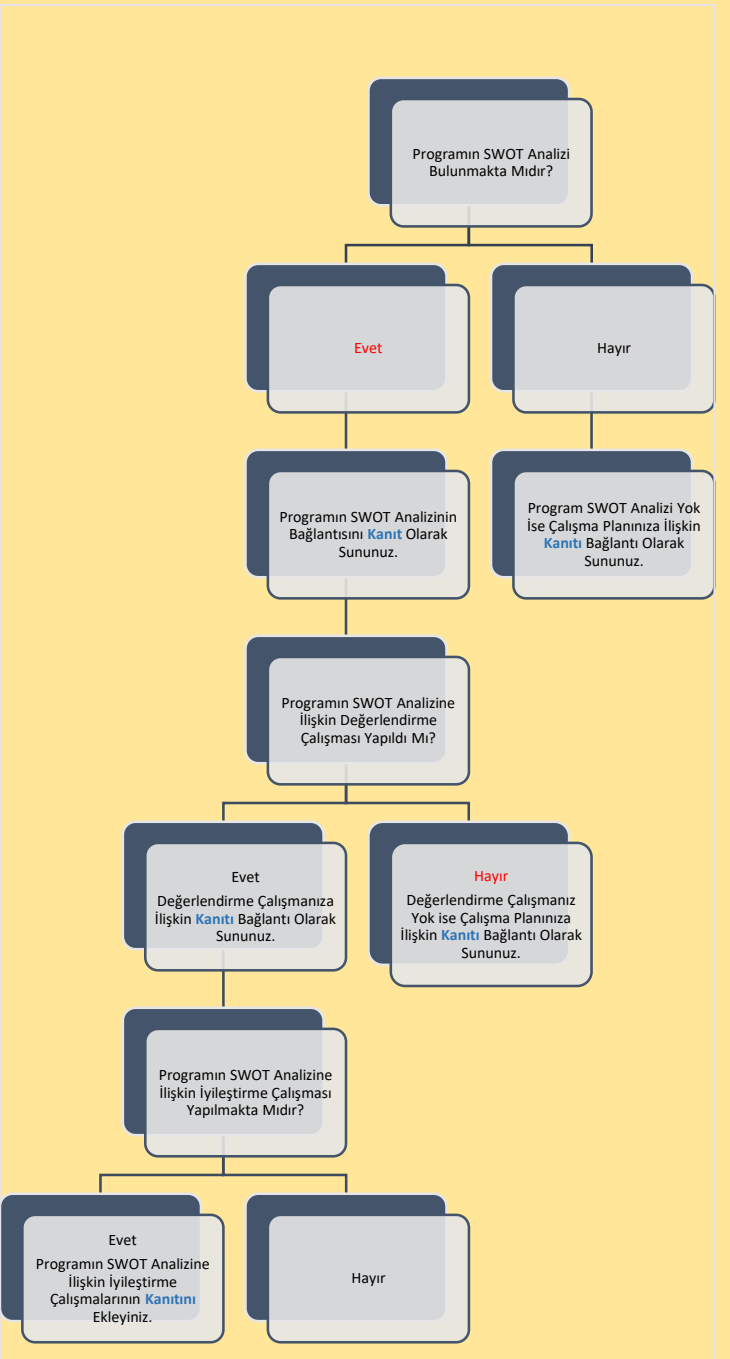 Programın SWOT Analizi
Bulunmakta Mıdır?
Evet
Hayır
Programın SWOT Analizinin
Bağlantısını Kanıt Olarak
Sununuz.
Program SWOT Analizi Yok
İse Çalışma Planınıza İlişkin
Kanıtı Bağlantı Olarak
Sununuz.
Programın SWOT Analizine
İlişkin Değerlendirme
Çalışması Yapıldı Mı?
Evet
Değerlendirme Çalışmanıza
İlişkin Kanıtı Bağlantı Olarak
Sununuz.
Hayır
Değerlendirme Çalışmanız
Yok ise Çalışma Planınıza
İlişkin Kanıtı Bağlantı Olarak
Sununuz.
Programın SWOT Analizine
İlişkin İyileştirme Çalışması
Yapılmakta Mıdır?
Evet
Programın SWOT Analizine
İlişkin İyileştirme
Çalışmalarının Kanıtını
Ekleyiniz.
Hayır